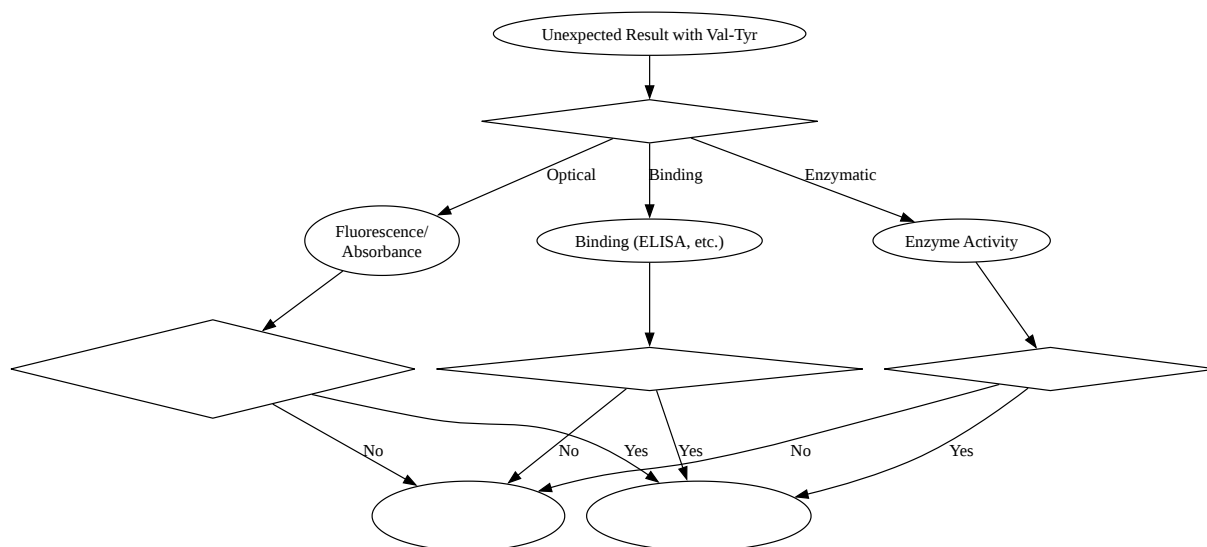 Unexpected Result with Val-Tyr
Optical
Binding
Enzymatic
Fluorescence/
Absorbance
Binding (ELISA, etc.)
Enzyme Activity
No
Yes
No
Yes
No
Yes